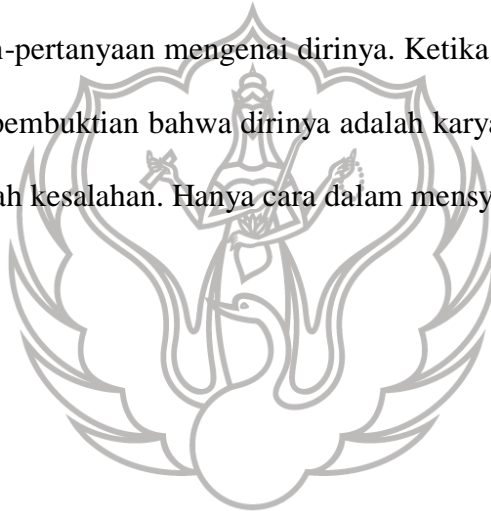 -pertanyaan mengenai dirinya. Ketika
pembuktian bahwa dirinya adalah karya
ah kesalahan. Hanya cara dalam mensy